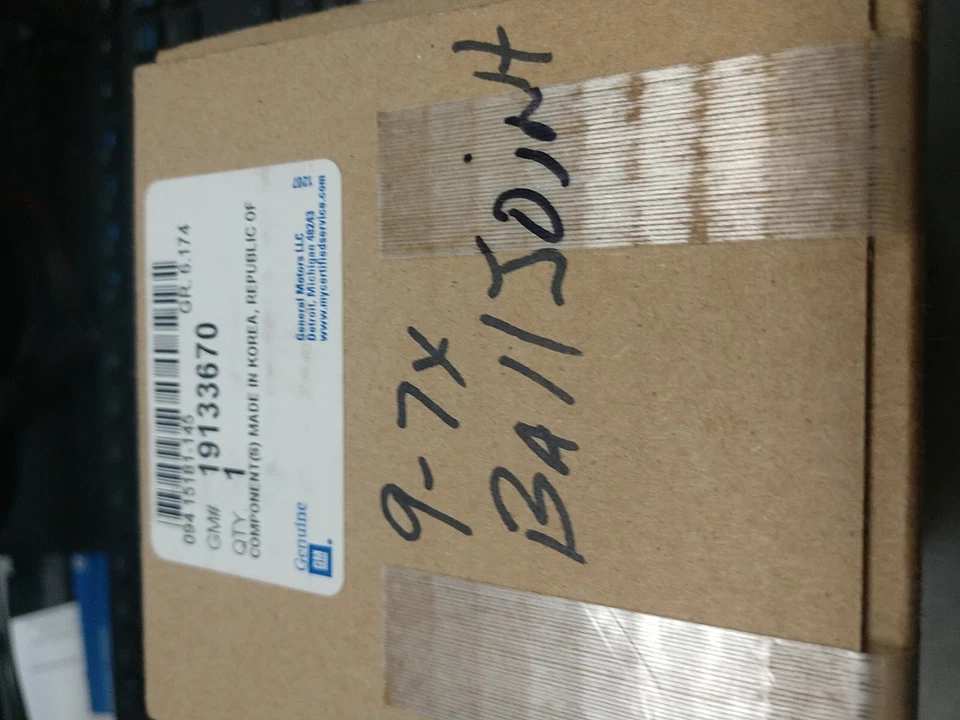 094 15181-145
GR. 6.174
GM# 19133670
QTY 1
COMPONENT(S) MADE IN KOREA, REPUBLIC OF
Genuine
GM
General Motors LLC
Detroit, Michigan 48243
www.mycertifiedservice.com
9-7X
BAll JOiNt